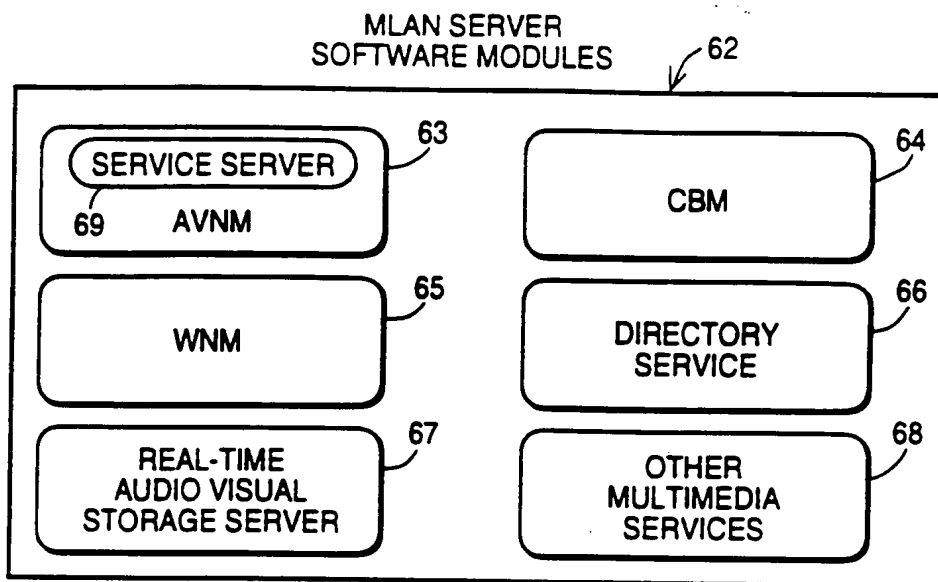 MLAN SERVER
SOFTWARE MODULES
62
SERVICE SERVER
63
69
AVNM
CBM
64
WNM
65
DIRECTORY
SERVICE
66
REAL-TIME
AUDIO VISUAL
STORAGE SERVER
67
OTHER
MULTIMEDIA
SERVICES
68